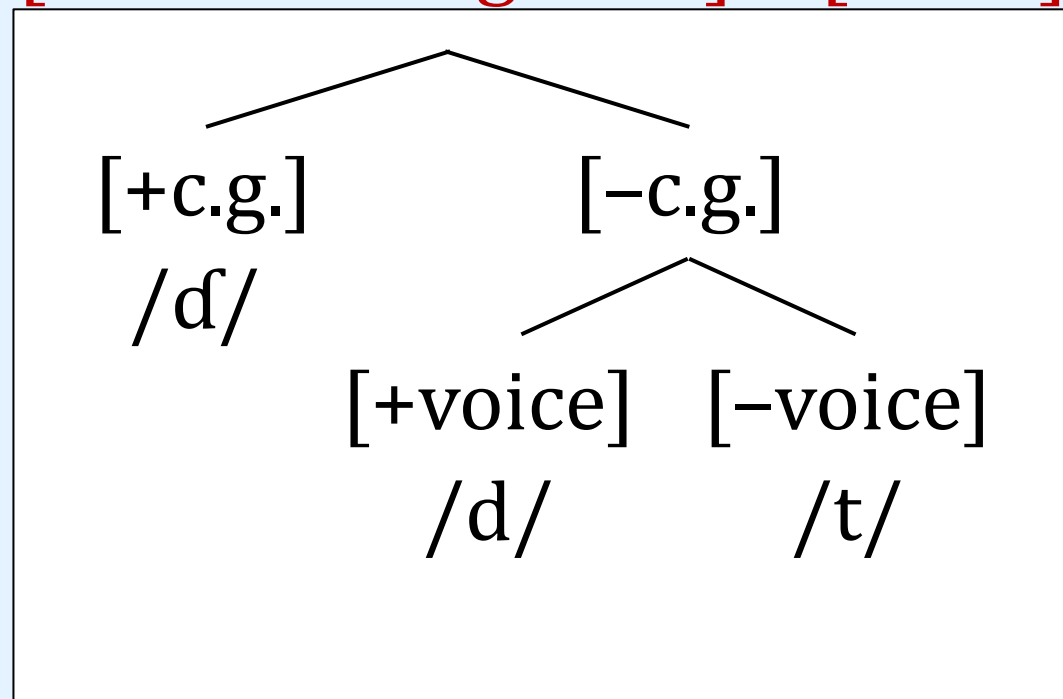 [+c.g.] [–c.g.]
/ɗ/
[+voice] [–voice]
/d/ /t/